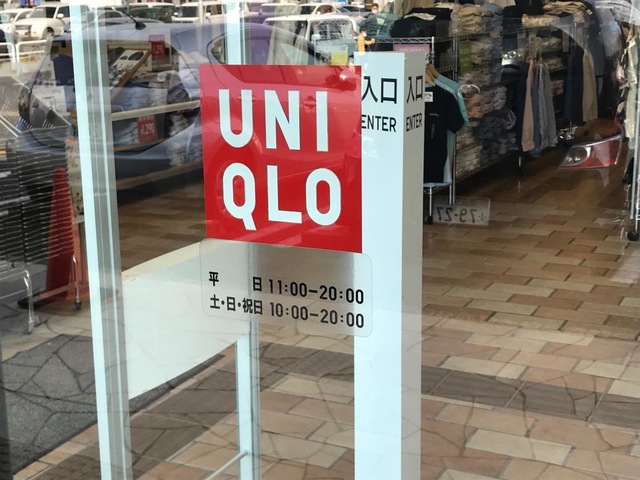 UNI
QLO
平 日 11:00-20:00
土・日・祝日 10:00-20:00
入口
ENTER
入口
ENTER